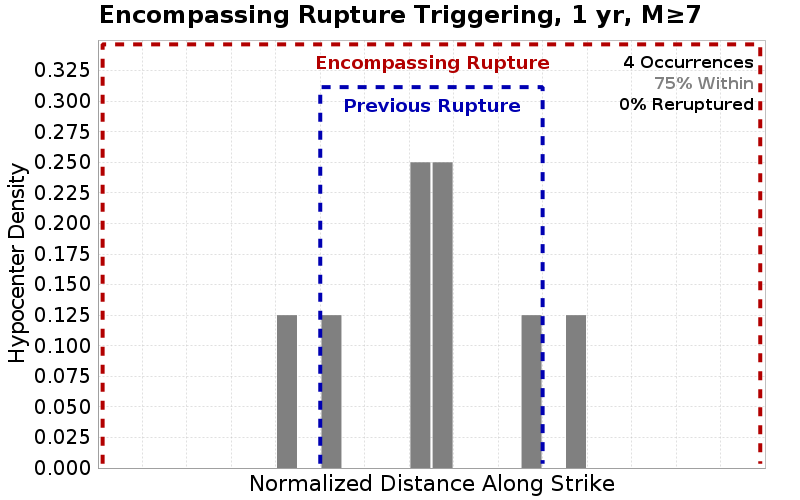 Encompassing Rupture Triggering, 1 yr, M≥7
Encompassing Rupture
4 Occurrences
75% Within
0% Reruptured
Previous Rupture
Hypocenter Density
0.325
0.300
0.275
0.250
0.225
0.200
0.175
0.150
0.125
0.100
0.075
0.050
0.025
0.000
Normalized Distance Along Strike